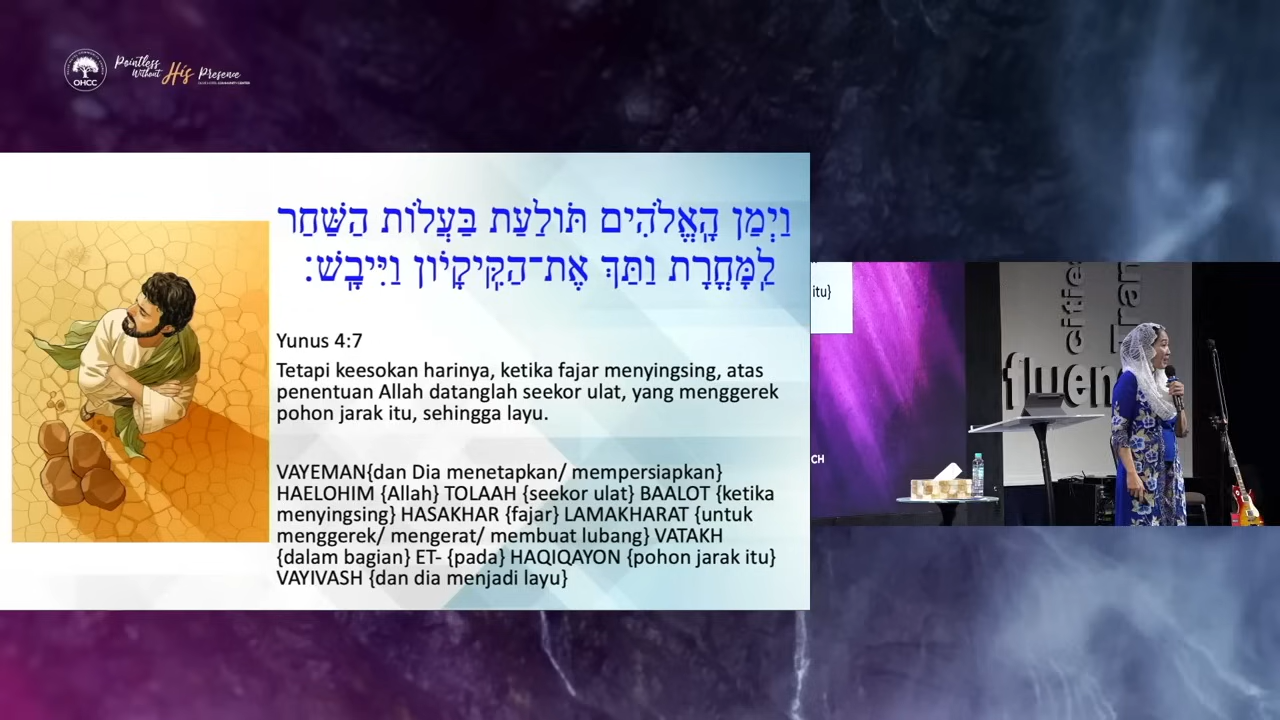 OHCC
Pointless
Without His Presence
וַיְמַן הָאֱלֹהִים תּוֹלַעַת בַּעֲלוֹת הַשַּׁחַר
לַמָּחֳרָת וַתַּךְ אֶת־הַקִּיקָיוֹן וַיִּיבָשׁ׃
Yunus 4:7
Tetapi keesokan harinya, ketika fajar menyingsing, atas
penentuan Allah datanglah seekor ulat, yang menggerek
pohon jarak itu, sehingga layu.
VAYEMAN{dan Dia menetapkan/ mempersiapkan}
HAELOHIM {Allah} TOLAAH {seekor ulat} BAALOT {ketika
menyingsing} HASAKHAR {fajar} LAMAKHARAT {untuk
menggerek/ mengerat/ membuat lubang} VATAKH
{dalam bagian} ET- {pada} HAQIQAYON {pohon jarak itu}
VAYIVASH {dan dia menjadi layu}
itu}
CH
cities
Tran
fluen